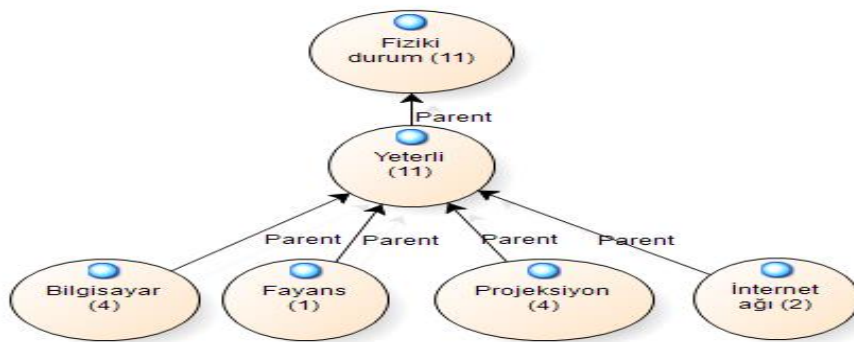 Fiziki
durum (11)
Parent
Yeterli
(11)
Parent
Parent
Parent
Parent
Bilgisayar
(4)
Fayans
(1)
Projeksiyon
(4)
İnternet
ağı (2)